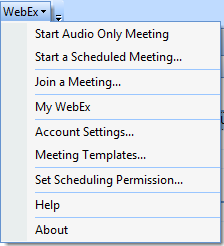 WebEx
Start Audio Only Meeting
Start a Scheduled Meeting...
Join a Meeting...
My WebEx
Account Settings...
Meeting Templates...
Set Scheduling Permission...
Help
About